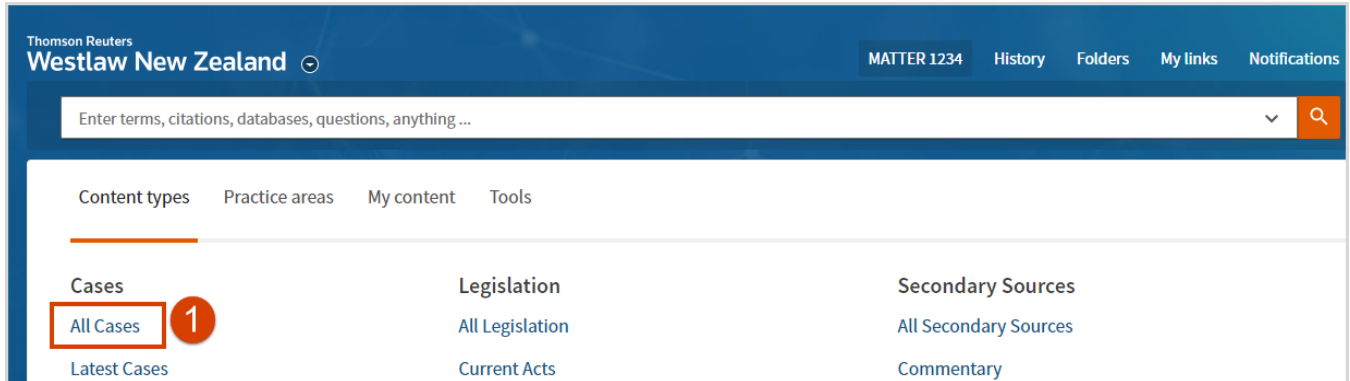 Thomson Reuters
Westlaw New Zealand
MATTER 1234 History Folders My links Notifications
Enter terms, citations, databases, questions, anything ...
Content types Practice areas My content Tools
Cases Legislation Secondary Sources
All Cases 1 All Legislation All Secondary Sources
Latest Cases Current Acts Commentary